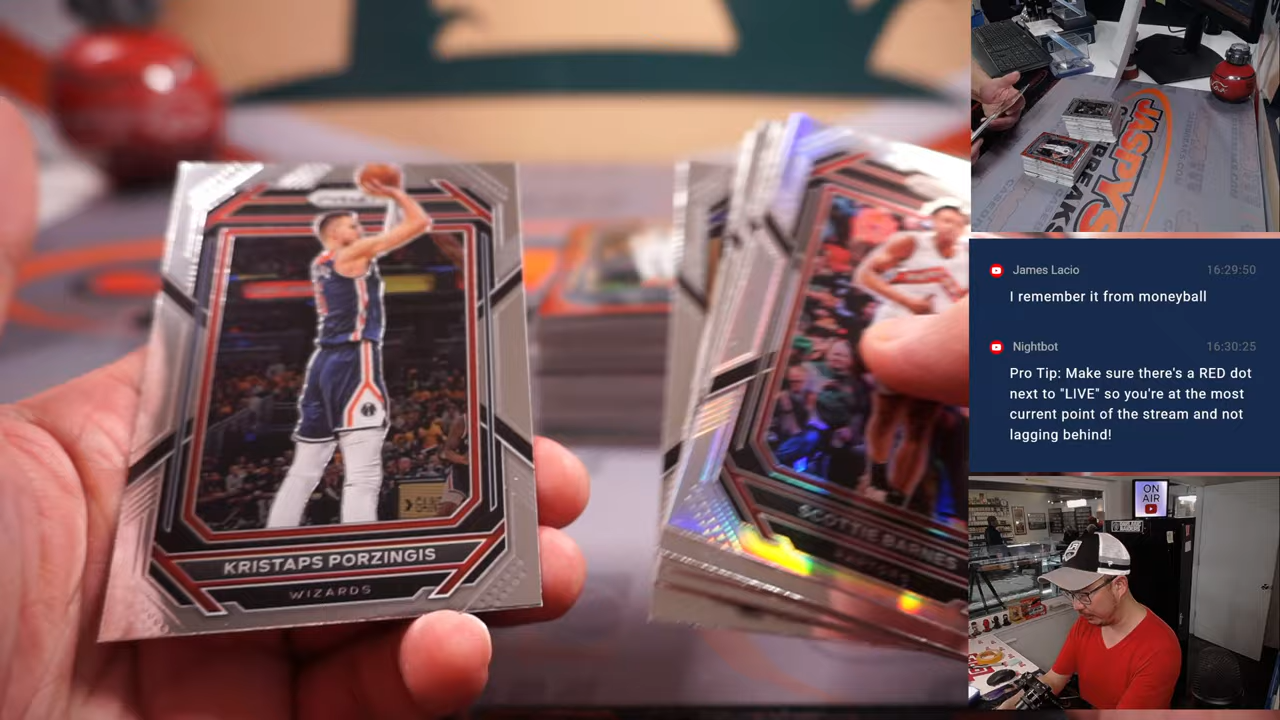 KRISTAPS PORZINGIS
WIZARDS
SCOTTIE BARNES
JASPYS
BREAKS
James Lacio 16:29:50
I remember it from moneyball
Nightbot 16:30:25
Pro Tip: Make sure there's a RED dot
next to "LIVE" so you're at the most
current point of the stream and not
lagging behind!
ON
AIR